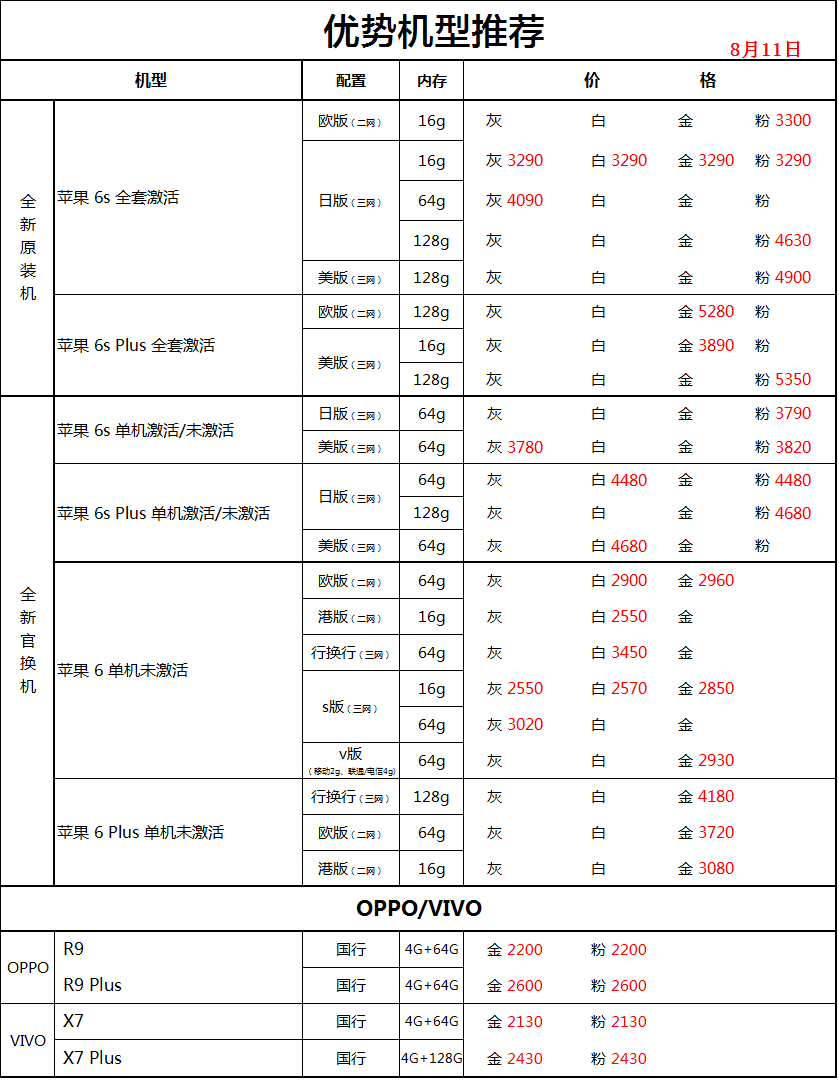 优势机型推荐
8月11日
机型 配置 内存 价 格
全新原装机
苹果 6s 全套激活
欧版（二网） 16g 灰 白 金 粉 3300
日版（三网） 16g 灰 3290 白 3290 金 3290 粉 3290
64g 灰 4090 白 金 粉
128g 灰 白 金 粉 4630
美版（三网） 128g 灰 白 金 粉 4900
苹果 6s Plus 全套激活
欧版（二网） 128g 灰 白 金 5280 粉
美版（三网） 16g 灰 白 金 3890 粉
128g 灰 白 金 粉 5350
全新官换机
苹果 6s 单机激活/未激活
日版（三网） 64g 灰 白 金 粉 3790
美版（三网） 64g 灰 3780 白 金 粉 3820
苹果 6s Plus 单机激活/未激活
日版（三网） 64g 灰 白 4480 金 粉 4480
128g 灰 白 金 粉 4680
美版（三网） 64g 灰 白 4680 金 粉
苹果 6 单机未激活
欧版（二网） 64g 灰 白 2900 金 2960
港版（二网） 16g 灰 白 2550 金
行换行（三网） 64g 灰 白 3450 金
s版（三网） 16g 灰 2550 白 2570 金 2850
64g 灰 3020 白 金
v版
（移动2g、联通/电信4g） 64g 灰 白 金 2930
苹果 6 Plus 单机未激活
行换行（三网） 128g 灰 白 金 4180
欧版（二网） 64g 灰 白 金 3720
港版（二网） 16g 灰 白 金 3080
OPPO/VIVO
OPPO
R9 国行 4G+64G 金 2200 粉 2200
R9 Plus 国行 4G+64G 金 2600 粉 2600
VIVO
X7 国行 4G+64G 金 2130 粉 2130
X7 Plus 国行 4G+128G 金 2430 粉 2430